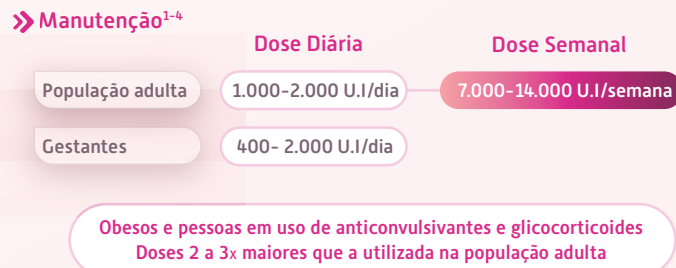 Manutenção1-4
Dose Diária Dose Semanal
População adulta 1.000-2.000 U.I/dia 7.000-14.000 U.I/semana
Gestantes 400- 2.000 U.I/dia
Obesos e pessoas em uso de anticonvulsivantes e glicocorticoides
Doses 2 a 3x maiores que a utilizada na população adulta